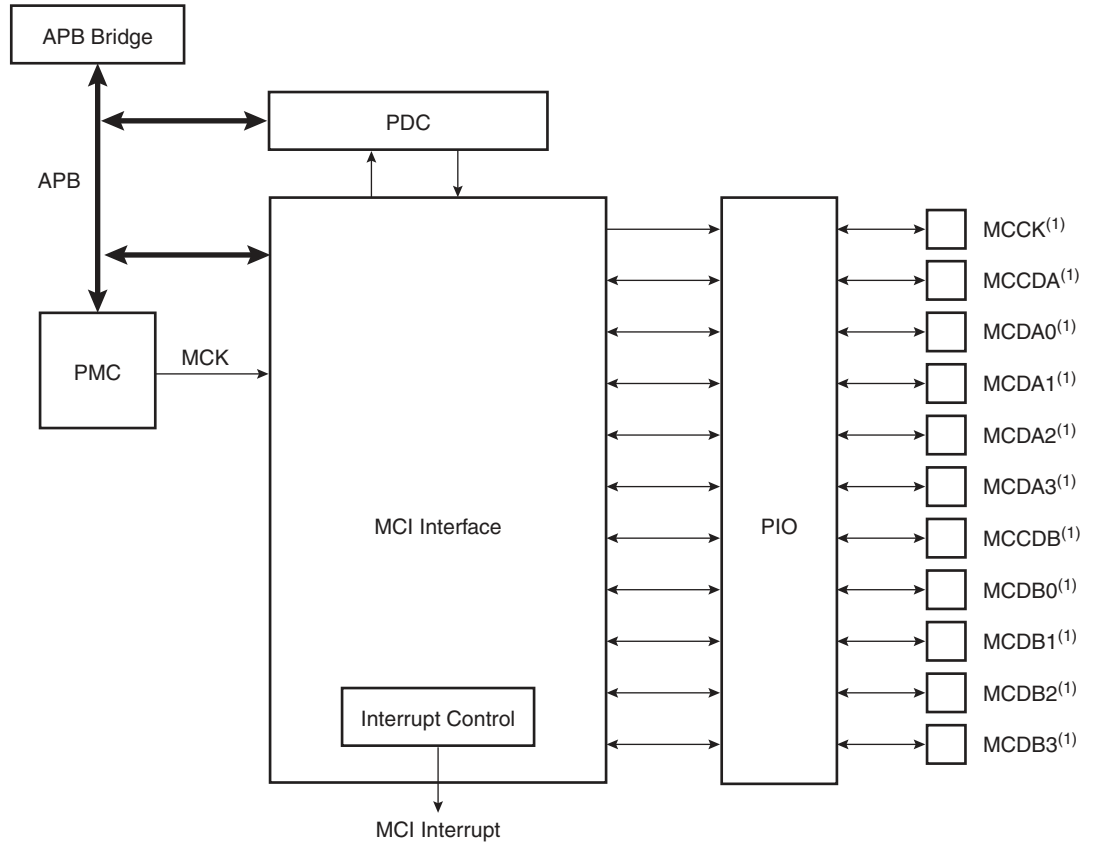 APB Bridge
PDC
APB
MCCK(1)
MCCDA(1)
MCDA0(1)
PMC
MCK
MCDA1(1)
MCDA2(1)
MCDA3(1)
MCI Interface
PIO
MCCDB(1)
MCDB0(1)
MCDB1(1)
MCDB2(1)
Interrupt Control
MCDB3(1)
MCI Interrupt